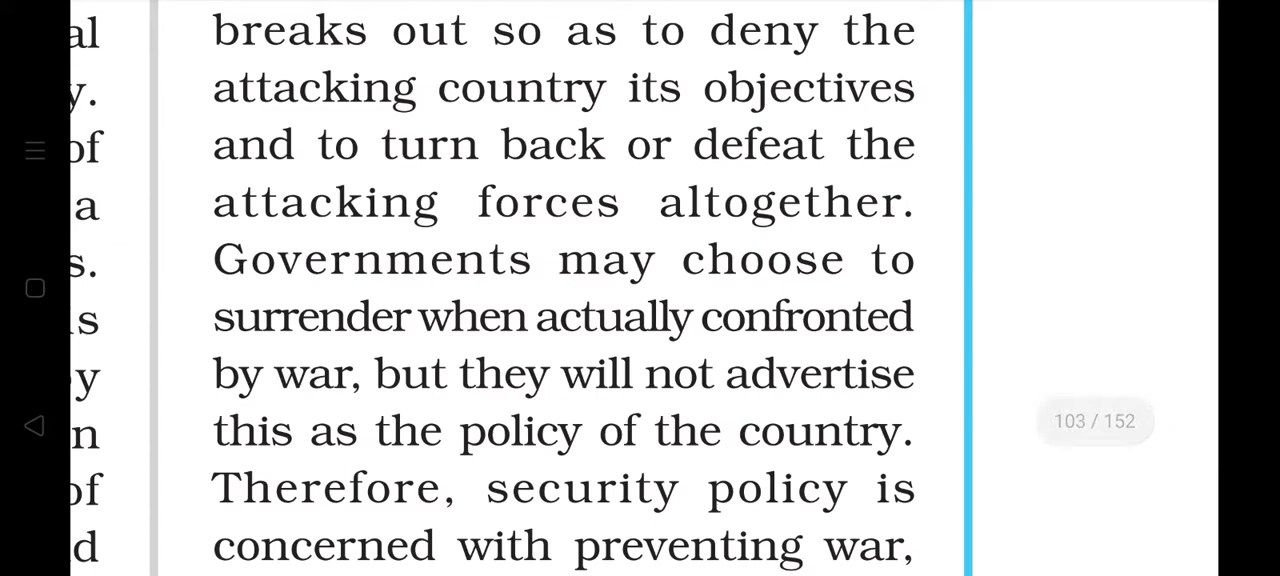 breaks out so as to deny the
attacking country its objectives
and to turn back or defeat the
attacking forces altogether.
Governments may choose to
surrender when actually confronted
by war, but they will not advertise
this as the policy of the country.
Therefore, security policy is
concerned with preventing war,
103 / 152